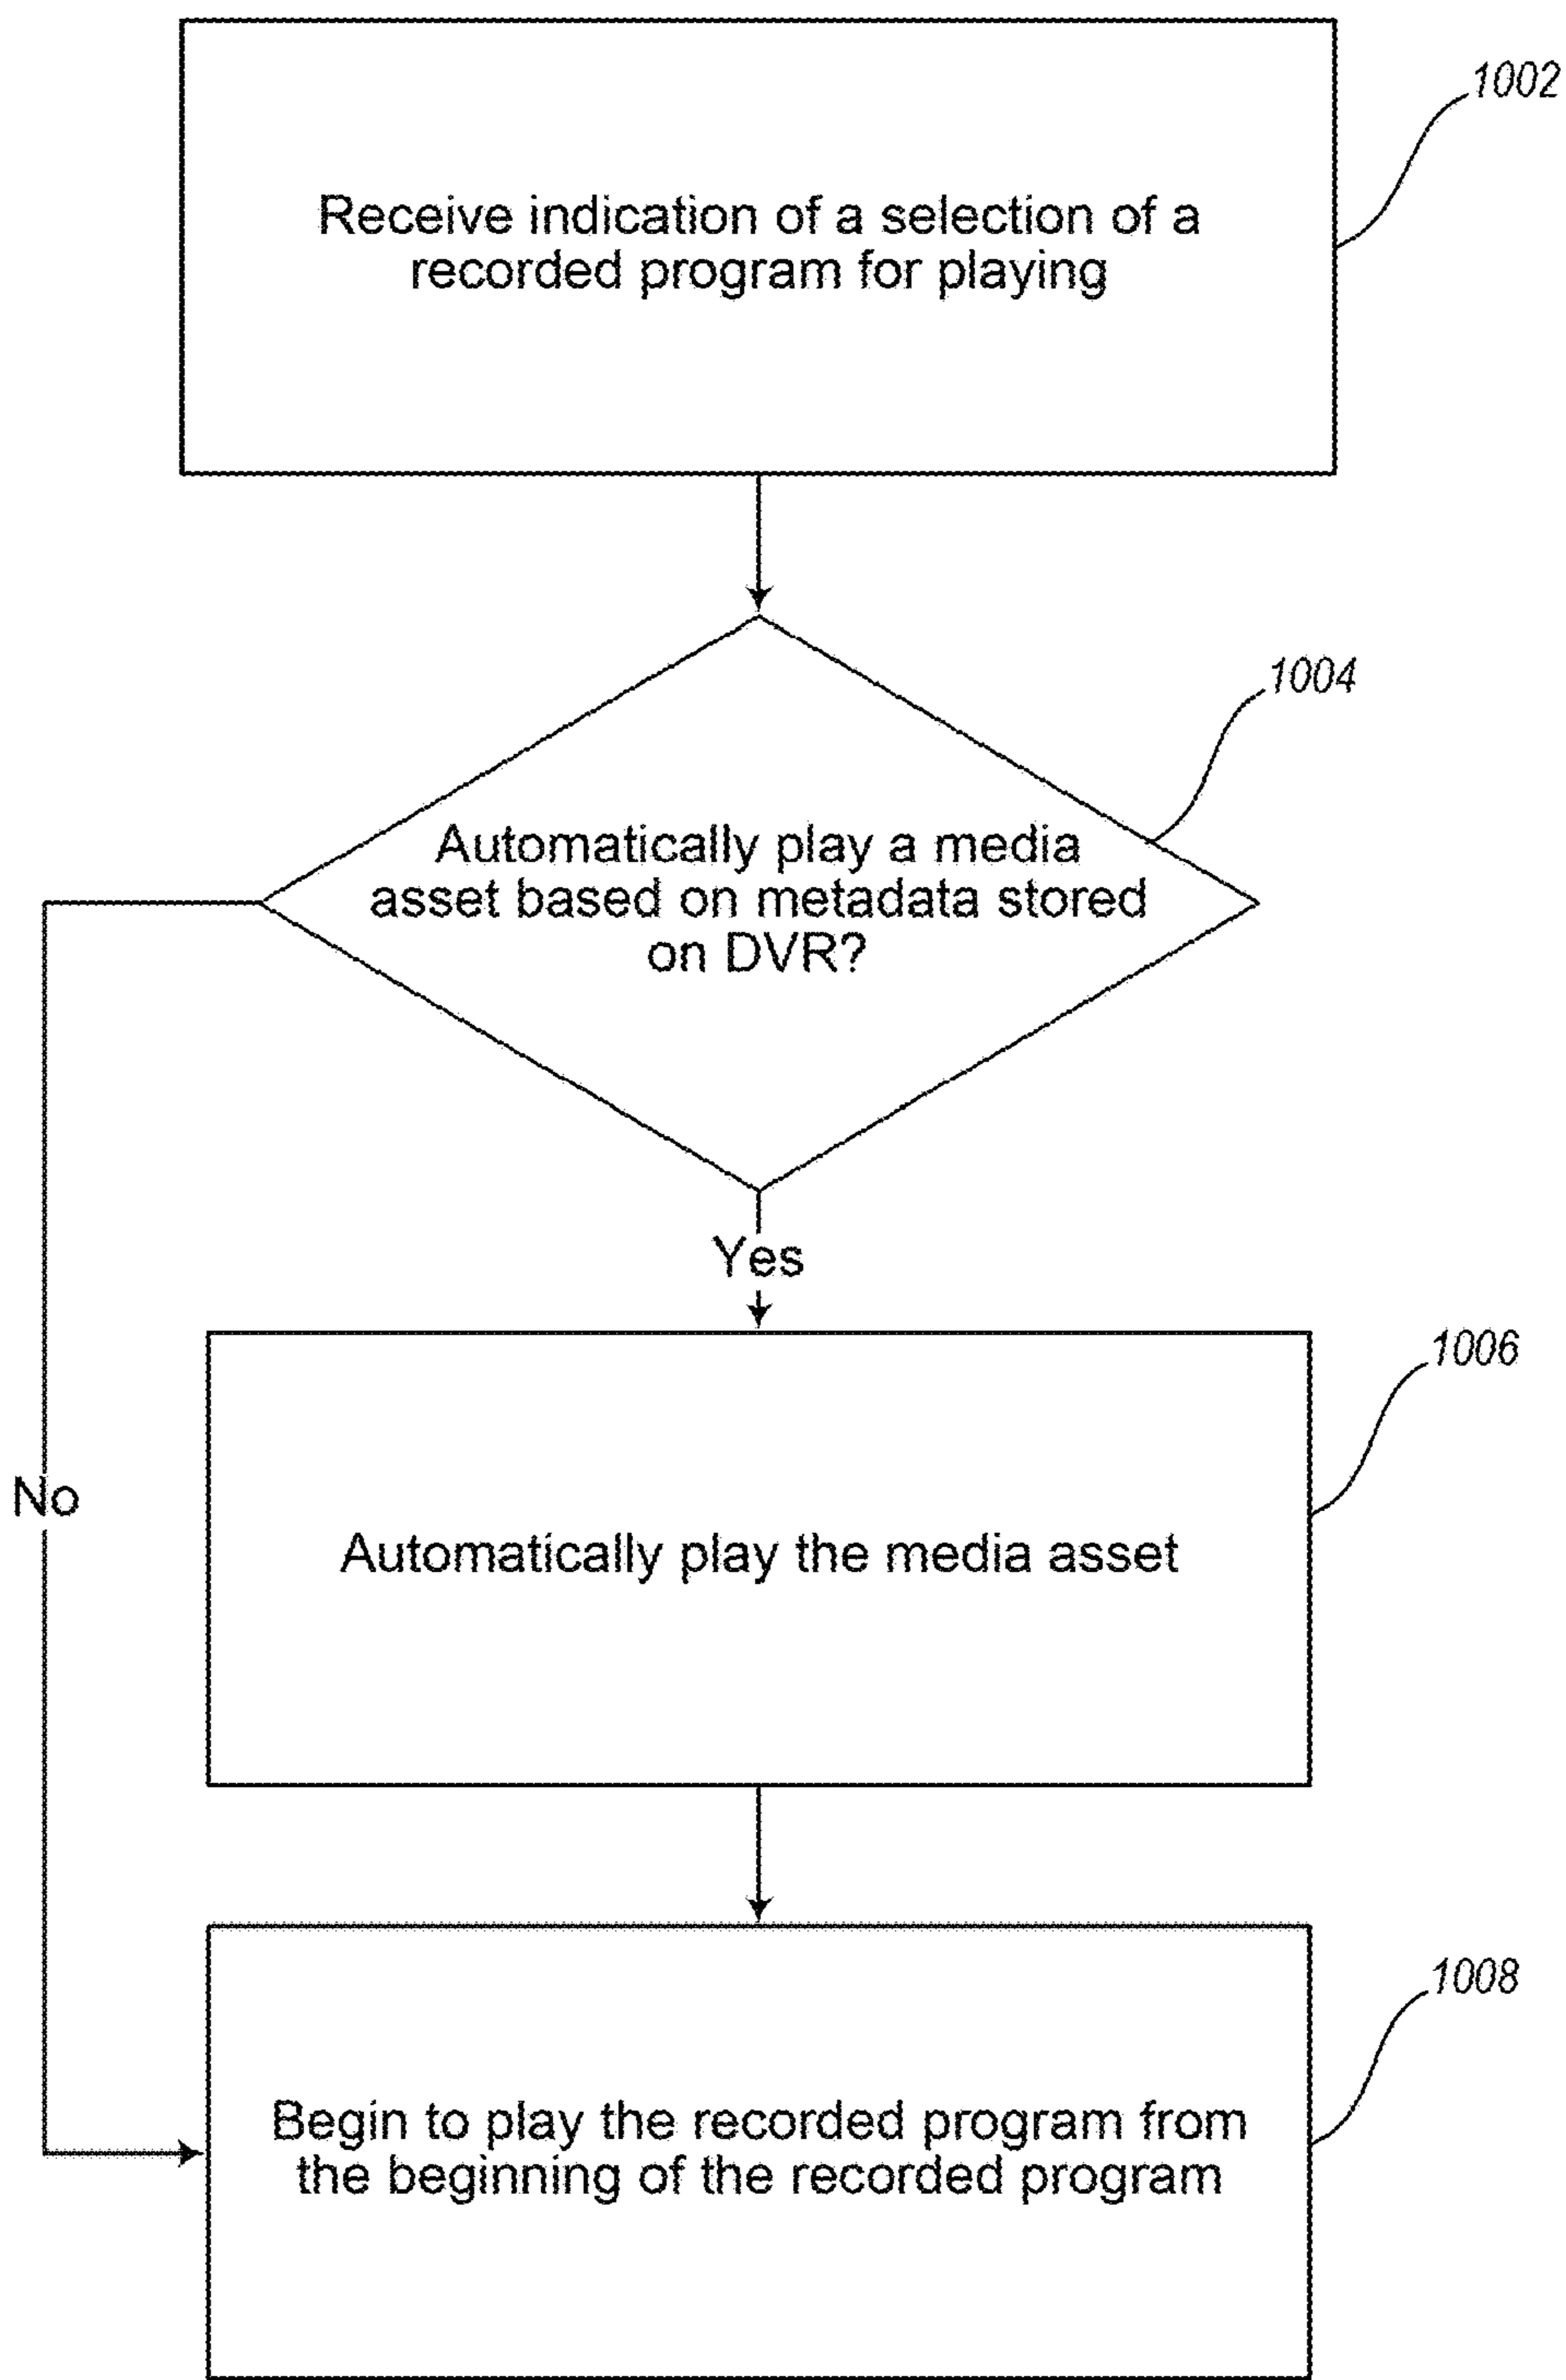 1002
Receive indication of a selection of a
recorded program for playing
1004
Automatically play a media
asset based on metadata stored
on DVR?
Yes
1006
No
Automatically play the media asset
1008
Begin to play the recorded program from
the beginning of the recorded program